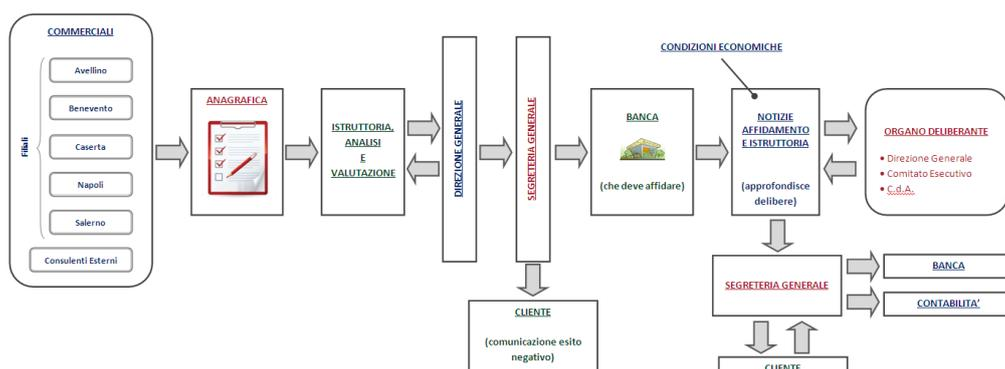 COMMERCIALI
Filiali
Avellino
Benevento
Caserta
Napoli
Salerno
Consulenti Esterni
ANAGRAFICA
ISTRUTTORIA,
ANALISI
E
VALUTAZIONE
DIREZIONE GENERALE
SEGRETERIA GENERALE
CLIENTE
(comunicazione esito
negativo)
BANCA
(che deve affidare)
CONDIZIONI ECONOMICHE
NOTIZIE
AFFIDAMENTO
E ISTRUTTORIA
(approfondisce
delibere)
ORGANO DELIBERANTE
• Direzione Generale
• Comitato Esecutivo
• C.d.A.
SEGRETERIA GENERALE
BANCA
CONTABILITA’
CLIENTE